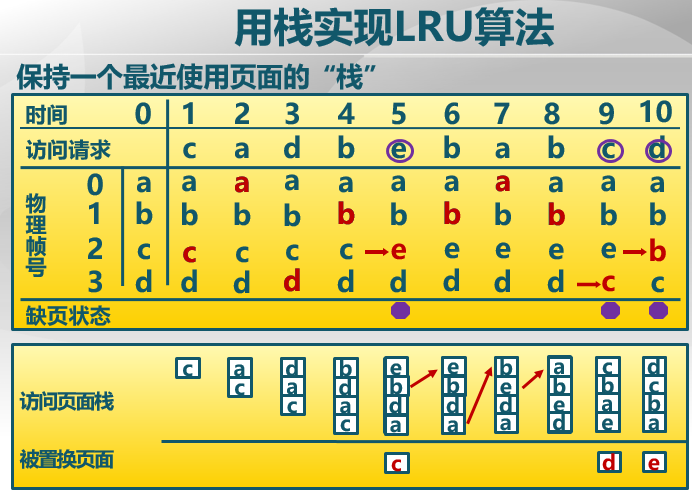 用栈实现LRU算法
保持一个最近使用页面的“栈”
时间 0 1 2 3 4 5 6 7 8 9 10
访问请求 c a d b e b a b c d
物理帧号
0 a a a a a a a a a a a
1 b b b b b b b b b b b
2 c c c c c e e e e e b
3 d d d d d d d d d c c
缺页状态
访问页面栈
c a d b e e b a c d
c a d b b e b b c
c a d d d e a b
c a a a d e a
被置换页面 c d e